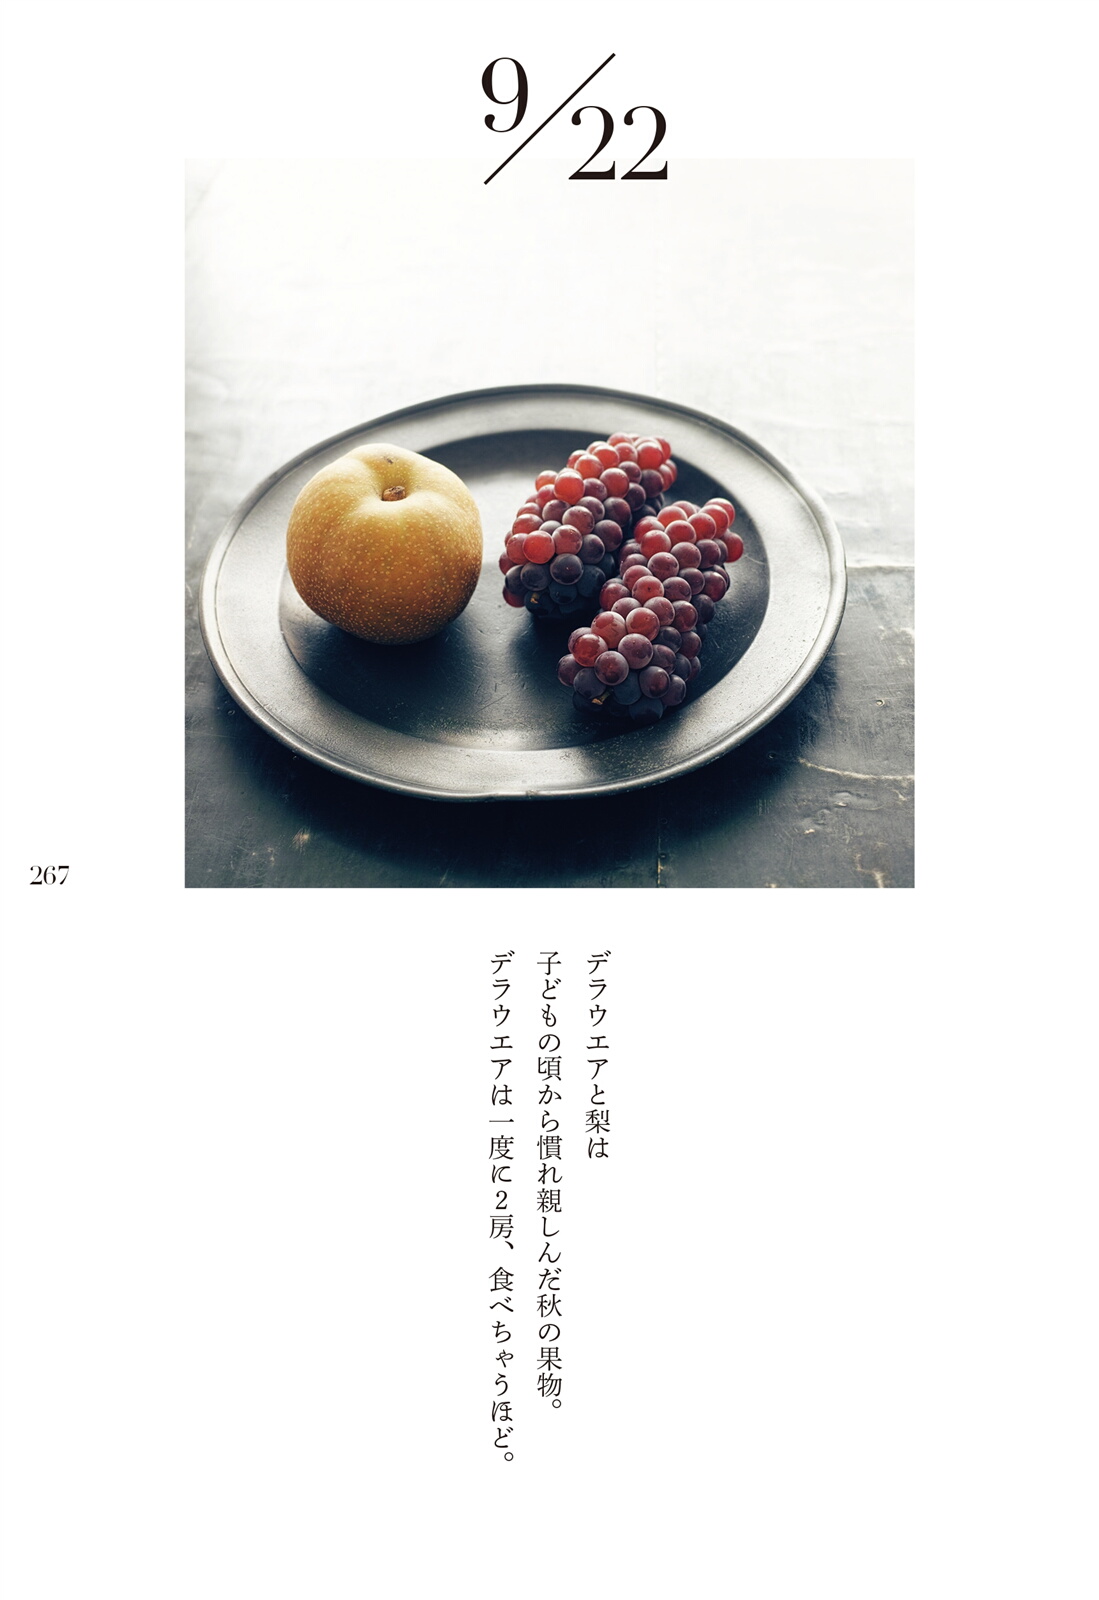 9/22
267
デラウエアと梨は
子どもの頃から慣れ親しんだ秋の果物。
デラウエアは一度に2房、食べちゃうほど。